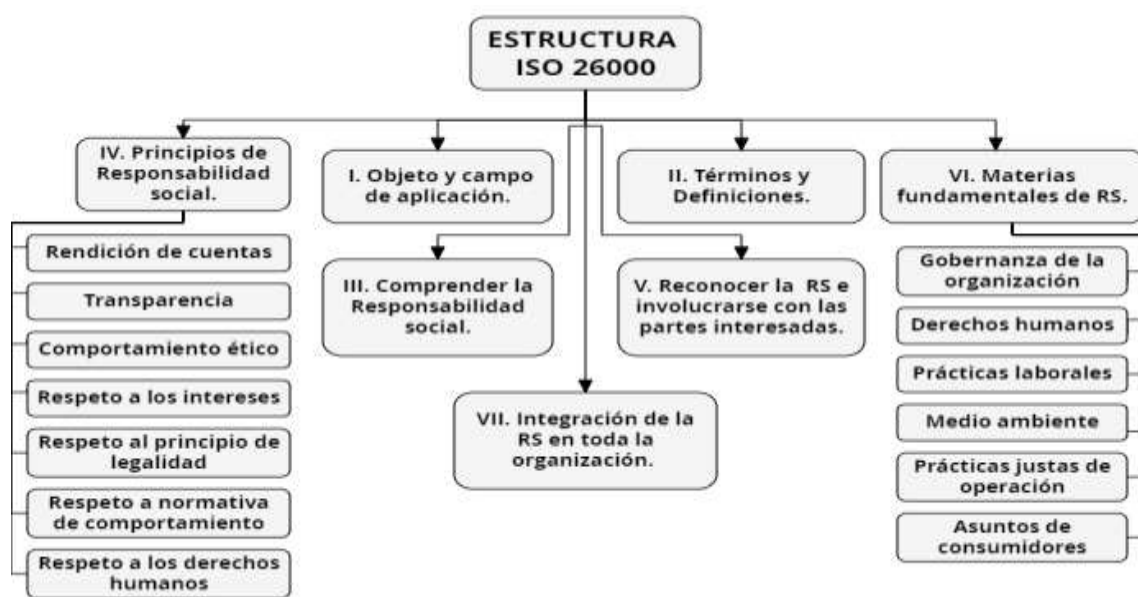 ESTRUCTURA
ISO 26000
IV. Principios de
Responsabilidad
social.
I. Objeto y campo
de aplicación.
II. Términos y
Definiciones.
VI. Materias
fundamentales de RS.
Rendición de cuentas
Transparencia
Comportamiento ético
Respeto a los intereses
Respeto al principio de
legalidad
Respeto a normativa
de comportamiento
Respeto a los derechos
humanos
III. Comprender la
Responsabilidad
social.
V. Reconocer la RS e
involucrarse con las
partes interesadas.
VII. Integración de la
RS en toda la
organización.
Gobernanza de la
organización
Derechos humanos
Prácticas laborales
Medio ambiente
Prácticas justas de
operación
Asuntos de
consumidores